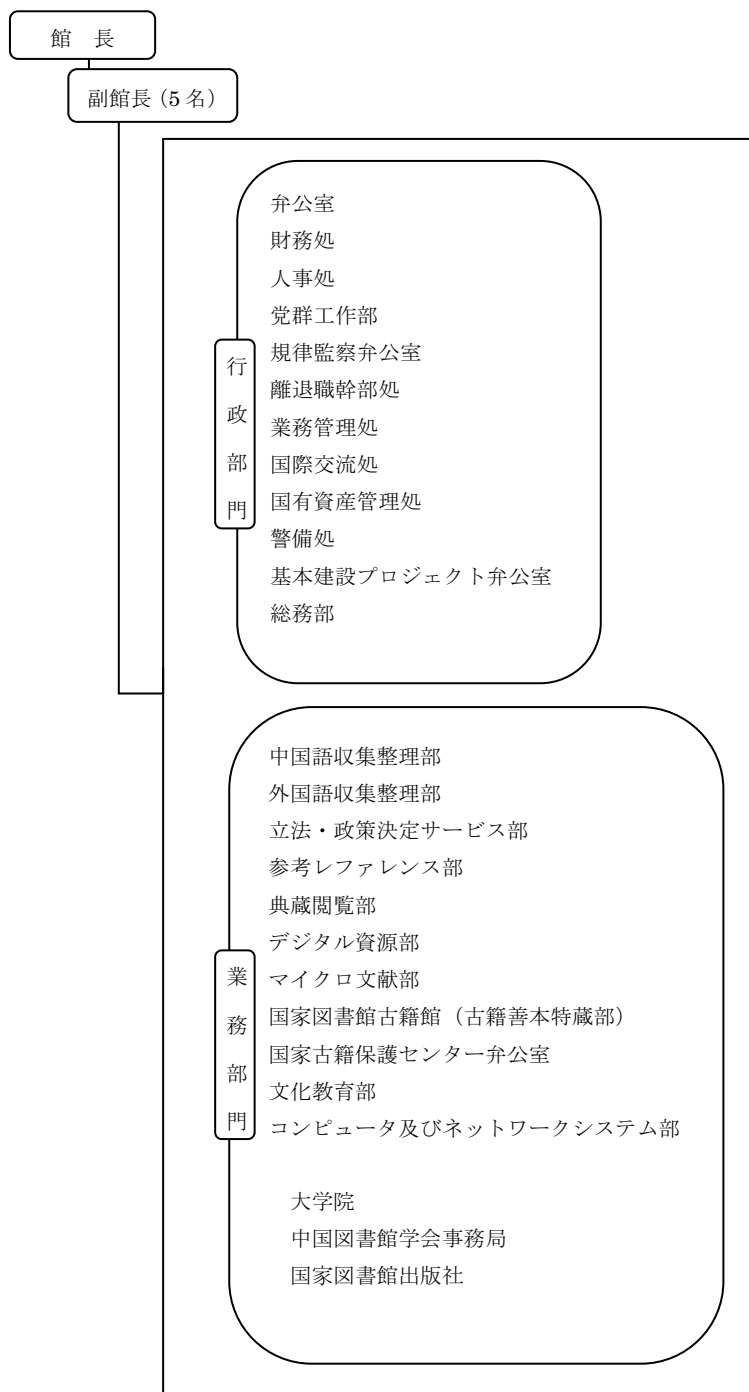 館　長
副館長（5 名）
行政部門
弁公室
財務処
人事処
党群工作部
規律監察弁公室
離退職幹部処
業務管理処
国際交流処
国有資産管理処
警備処
基本建設プロジェクト弁公室
総務部
業務部門
中国語収集整理部
外国語収集整理部
立法・政策決定サービス部
参考レファレンス部
典蔵閲覧部
デジタル資源部
マイクロ文献部
国家図書館古籍館（古籍善本特蔵部）
国家古籍保護センター弁公室
文化教育部
コンピュータ及びネットワークシステム部
大学院
中国図書館学会事務局
国家図書館出版社